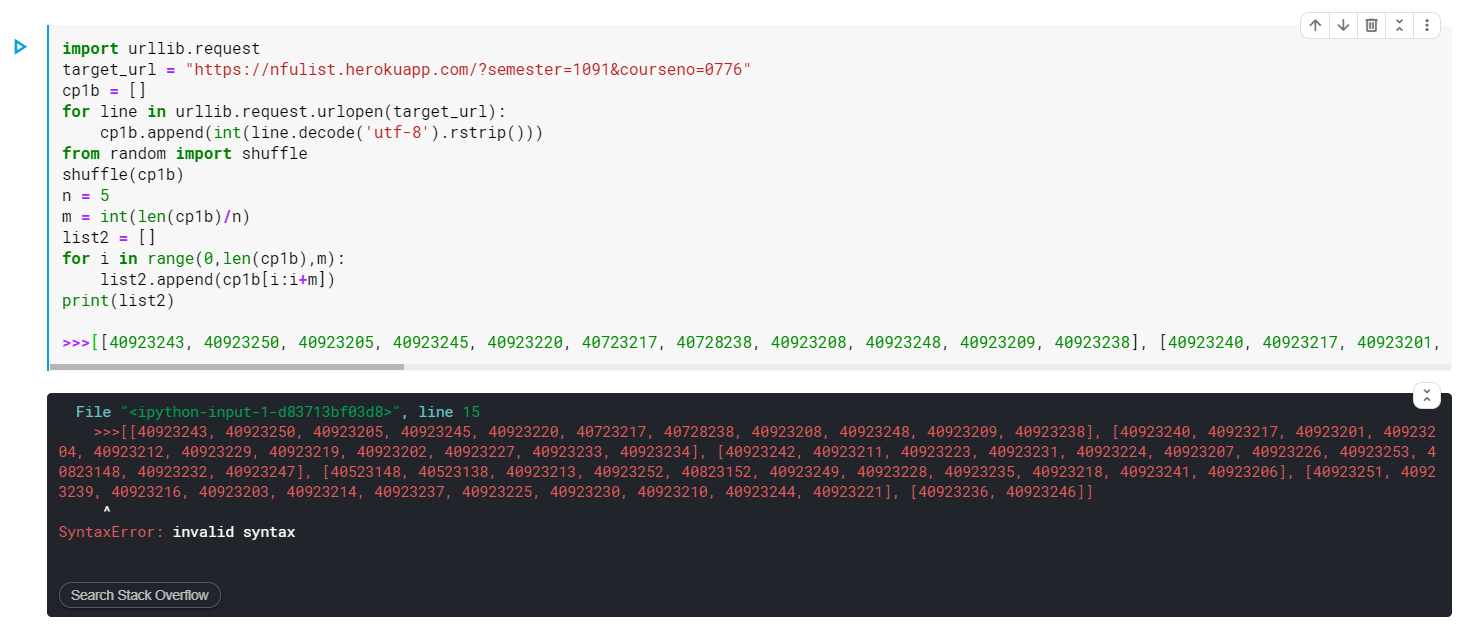 import urllib.request
target_url = "https://nfulist.herokuapp.com/?semester=1091&courseno=0776"
cp1b = []
for line in urllib.request.urlopen(target_url):
    cp1b.append(int(line.decode('utf-8').rstrip()))
from random import shuffle
shuffle(cp1b)
n = 5
m = int(len(cp1b)/n)
list2 = []
for i in range(0,len(cp1b),m):
    list2.append(cp1b[i:i+m])
print(list2)
>>>[[40923243, 40923250, 40923205, 40923245, 40923220, 40723217, 40728238, 40923208, 40923248, 40923209, 40923238], [40923240, 40923217, 40923201,
File "<ipython-input-1-d83713bf03d8>", line 15
>>>[[40923243, 40923250, 40923205, 40923245, 40923220, 40723217, 40728238, 40923208, 40923248, 40923209, 40923238], [40923240, 40923217, 40923201, 409232
04, 40923212, 40923229, 40923219, 40923202, 40923227, 40923233, 40923234], [40923242, 40923211, 40923223, 40923231, 40923224, 40923207, 40923226, 40923253, 4
0823148, 40923232, 40923247], [40523148, 40523138, 40923213, 40923252, 40823152, 40923249, 40923228, 40923235, 40923218, 40923241, 40923206], [40923251, 4092
3239, 40923216, 40923203, 40923214, 40923237, 40923225, 40923230, 40923210, 40923244, 40923221], [40923236, 40923246]]
^
SyntaxError: invalid syntax
Search Stack Overflow